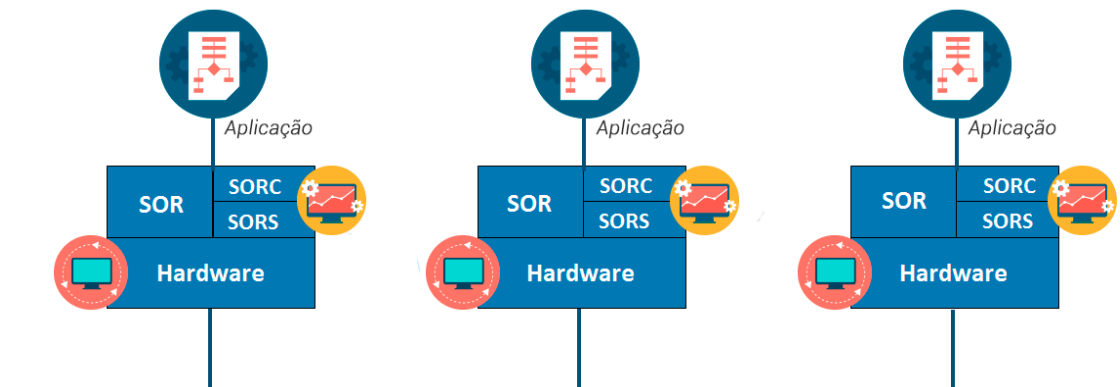 Aplicação
SOR
SORC
SORS
Hardware
Aplicação
SOR
SORC
SORS
Hardware
Aplicação
SOR
SORC
SORS
Hardware